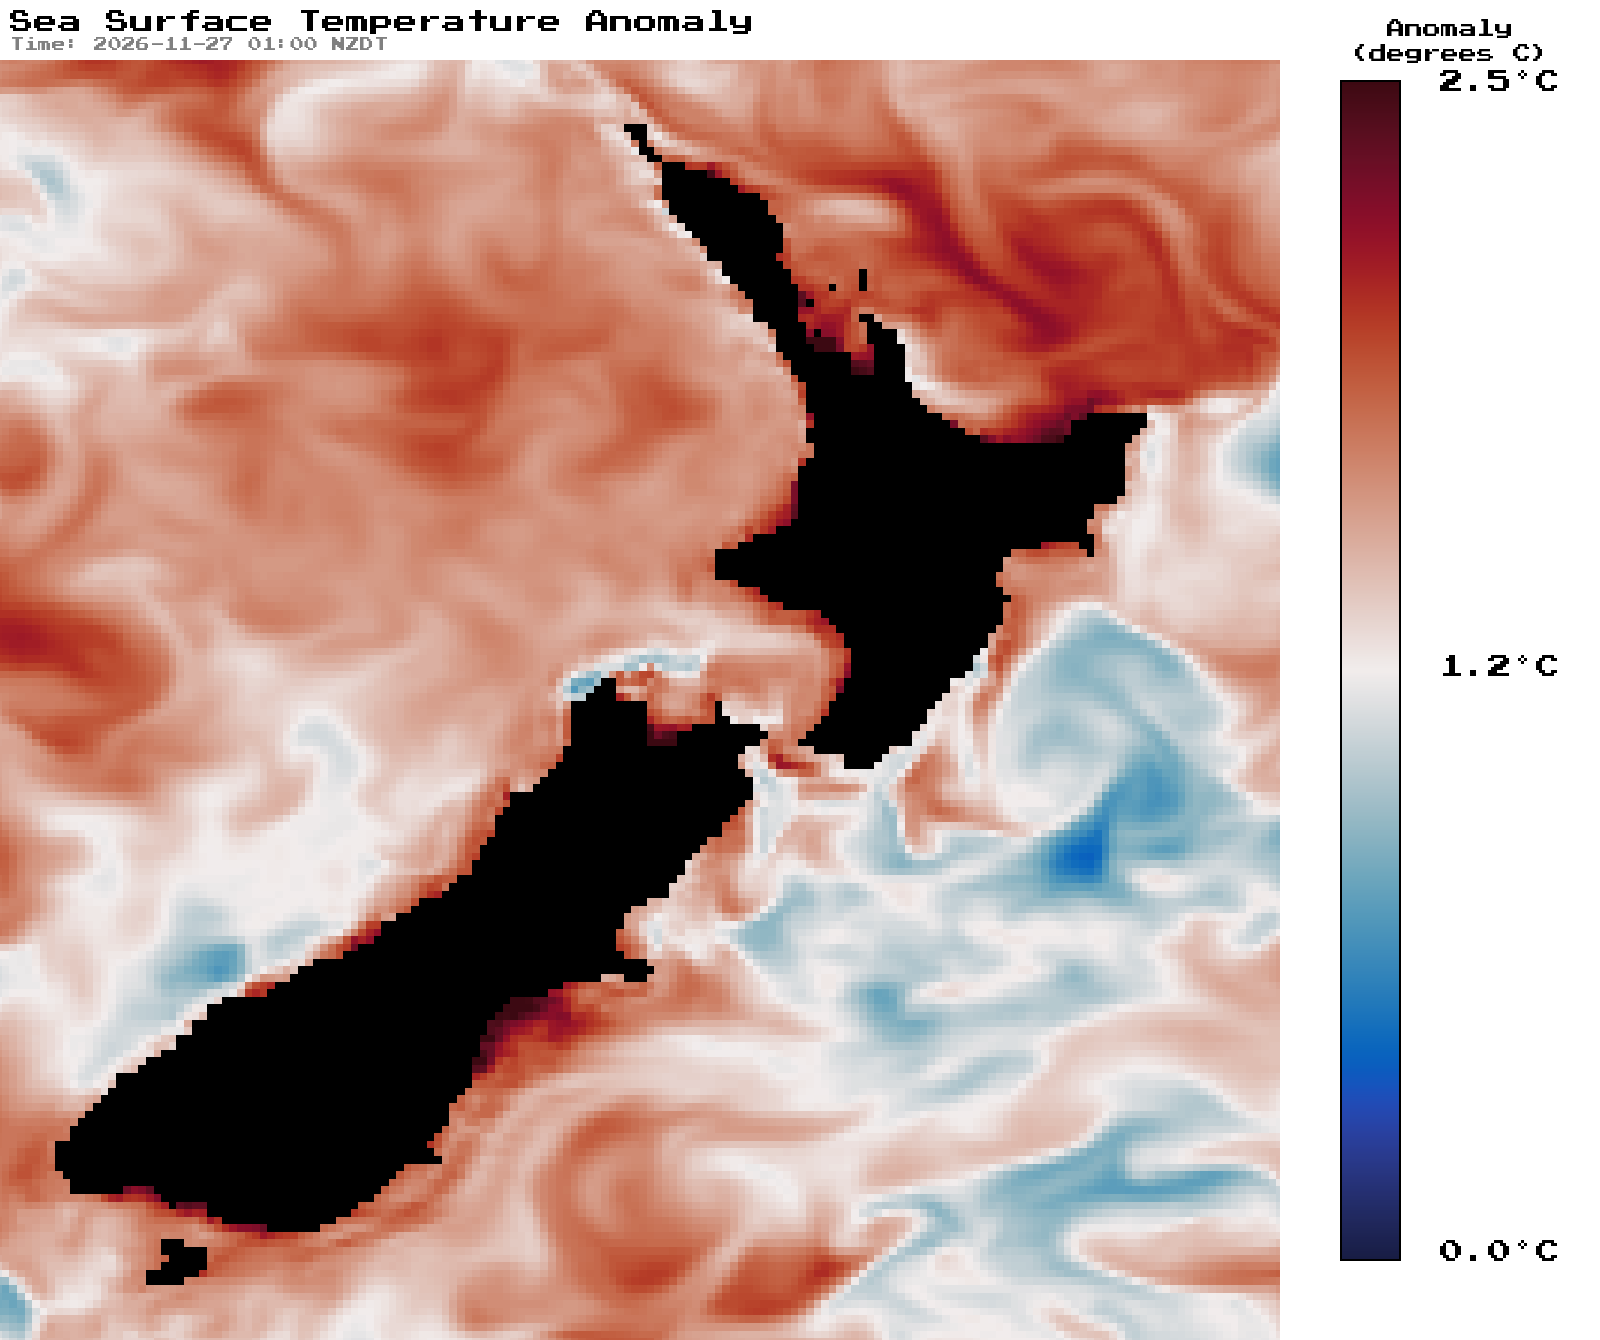 Sea Surface Temperature Anomaly
Time: 2026-11-27 01:00 NZDT
Anomaly
(degrees C)
2.5°C
1.2°C
0.0°C